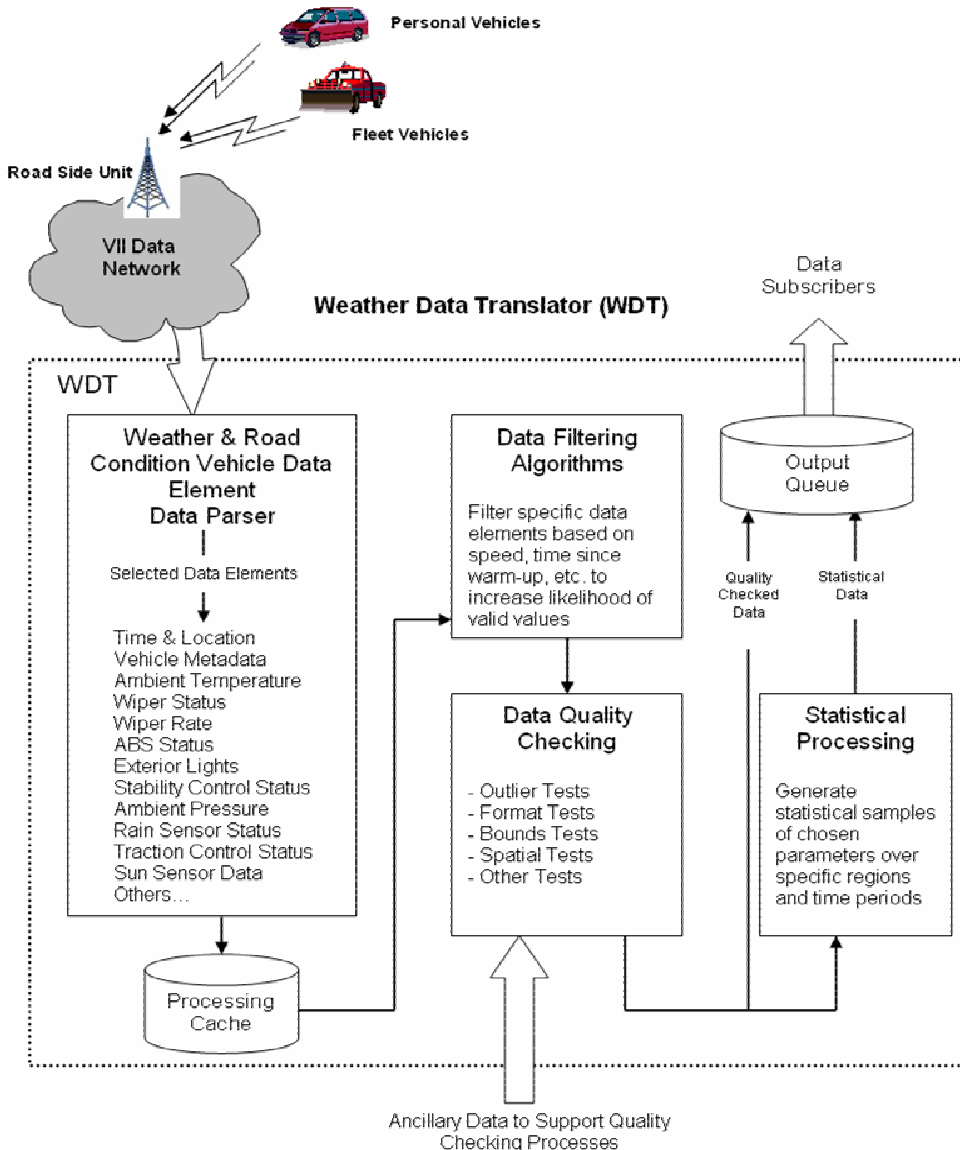 Personal Vehicles
Fleet Vehicles
Road Side Unit
VII Data
Network
Data
Subscribers
Weather Data Translator (WDT)
WDT
Weather & Road
Condition Vehicle Data
Element
Data Parser
Selected Data Elements
Time & Location
Vehicle Metadata
Ambient Temperature
Wiper Status
Wiper Rate
ABS Status
Exterior Lights
Stability Control Status
Ambient Pressure
Rain Sensor Status
Traction Control Status
Sun Sensor Data
Others...
Processing
Cache
Data Filtering
Algorithms
Filter specific data
elements based on
speed, time since
warm-up, etc. to
increase likelihood of
valid values
Data Quality
Checking
- Outlier Tests
- Format Tests
- Bounds Tests
- Spatial Tests
- Other Tests
Output
Queue
Quality
Checked
Data
Statistical
Data
Statistical
Processing
Generate
statistical samples
of chosen
parameters over
specific regions
and time periods
Ancillary Data to Support Quality
Checking Processes